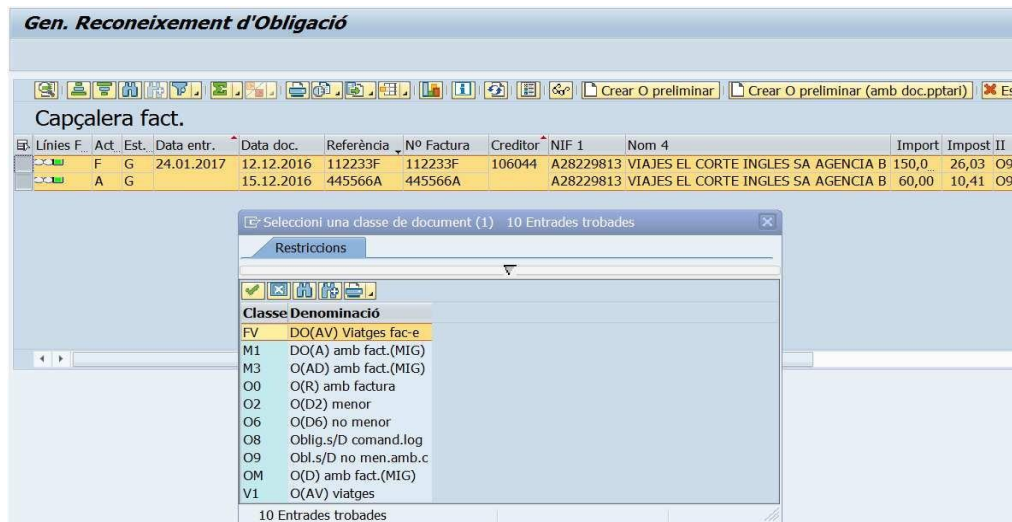 Gen. Reconeixement d'Obligació
Crear O preliminar Crear O preliminar (amb doc.pptari) Es
Capçalera fact.
Línies F... Act Est. Data entr. Data doc. Referència Nº Factura Creditor NIF 1 Nom 4 Import Impost II
F G 24.01.2017 12.12.2016 112233F 112233F 106044 A28229813 VIAJES EL CORTE INGLES SA AGENCIA B 150,0... 26,03 O9
A G 15.12.2016 445566A 445566A A28229813 VIAJES EL CORTE INGLES SA AGENCIA B 60,00 10,41 O9
Seleccioni una classe de document (1) 10 Entrades trobades
Restriccions
Classe Denominació
FV DO(AV) Viatges fac-e
M1 DO(A) amb fact.(MIG)
M3 O(AD) amb fact.(MIG)
O0 O(R) amb factura
O2 O(D2) menor
O6 O(D6) no menor
O8 Oblig.s/D comand.log
O9 Obl.s/D no men.amb.c
OM O(D) amb fact.(MIG)
V1 O(AV) viatges
10 Entrades trobades